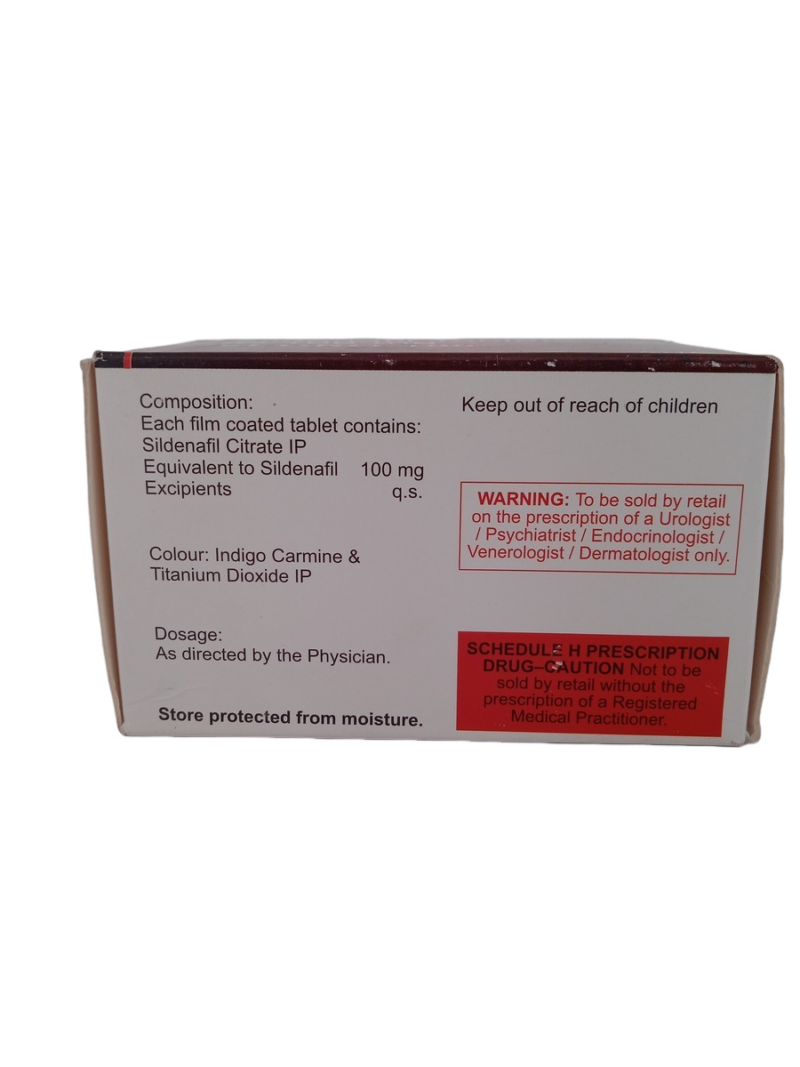 Composition:
Each film coated tablet contains:
Sildenafil Citrate IP
Equivalent to Sildenafil 100 mg
Excipients q.s.
Colour: Indigo Carmine &
Titanium Dioxide IP
Dosage:
As directed by the Physician.
Store protected from moisture.
Keep out of reach of children
WARNING: To be sold by retail
on the prescription of a Urologist
/ Psychiatrist / Endocrinologist /
Venerologist / Dermatologist only.
SCHEDULE H PRESCRIPTION
DRUG–CAUTION Not to be
sold by retail without the
prescription of a Registered
Medical Practitioner.